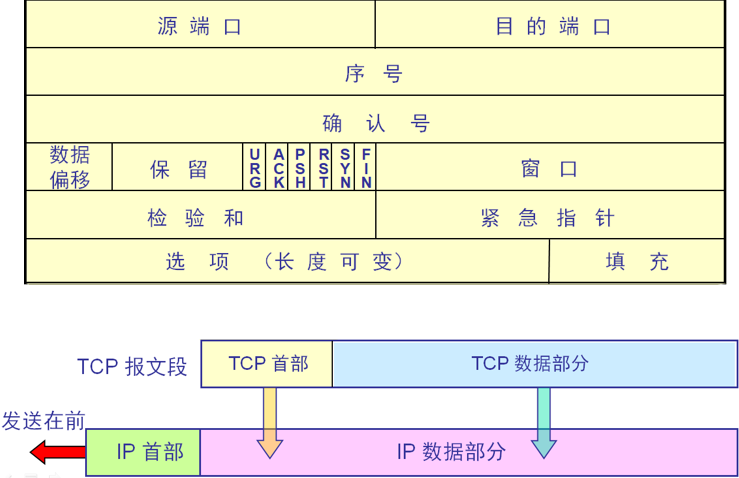 源端口 目的端口
序号
确认号
数据偏移 保留 URG ACK PSH RST SYN FIN 窗口
检验和 紧急指针
选项 (长度可变) 填充
TCP 报文段 TCP 首部 TCP 数据部分
发送在前
IP 首部 IP 数据部分